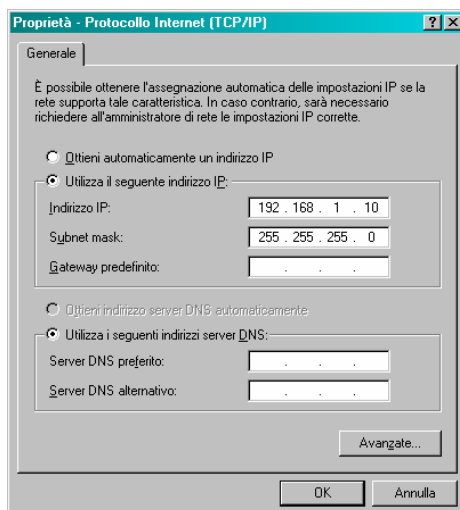 Proprietà - Protocollo Internet (TCP/IP)
Generale
È possibile ottenere l'assegnazione automatica delle impostazioni IP se la
rete supporta tale caratteristica. In caso contrario, sarà necessario
richiedere all'amministratore di rete le impostazioni IP corrette.
Ottieni automaticamente un indirizzo IP
Utilizza il seguente indirizzo IP:
Indirizzo IP: 192 . 168 . 1 . 10
Subnet mask: 255 . 255 . 255 . 0
Gateway predefinito: . . .
Ottieni indirizzo server DNS automaticamente
Utilizza i seguenti indirizzi server DNS:
Server DNS preferito: . . .
Server DNS alternativo: . . .
Avanzate...
OK Annulla